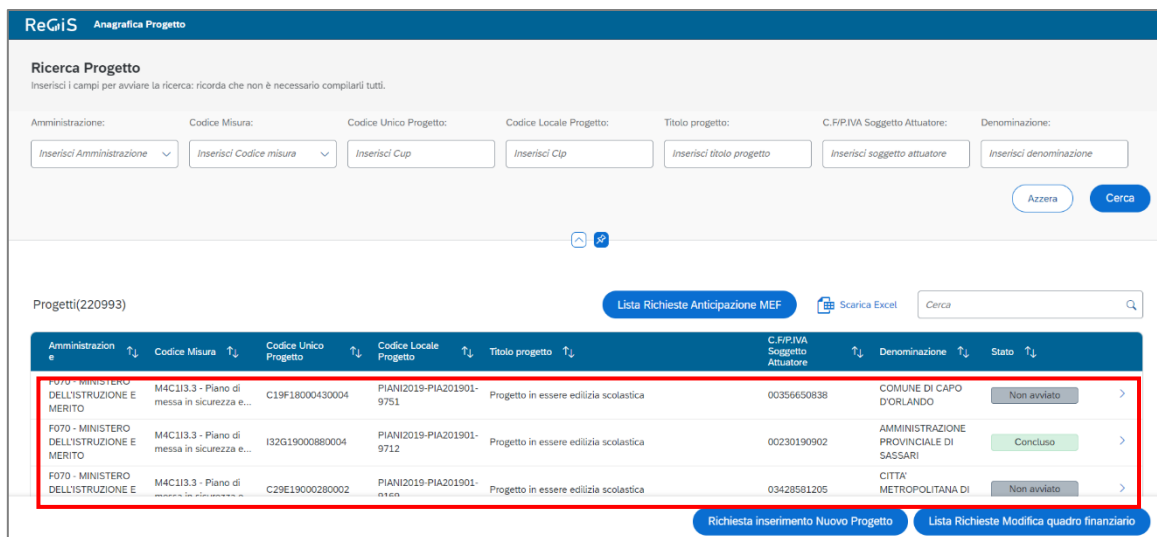 ReGiS Anagrafica Progetto
Ricerca Progetto
Inserisci i campi per avviare la ricerca: ricorda che non è necessario compilarli tutti.
Amministrazione: Codice Misura: Codice Unico Progetto: Codice Locale Progetto: Titolo progetto: C.F/P.IVA Soggetto Attuatore: Denominazione:
Inserisci Amministrazione Inserisci Codice misura Inserisci Cup Inserisci Clp Inserisci titolo progetto Inserisci soggetto attuatore Inserisci denominazione
Azzera Cerca
Progetti(220993) Lista Richieste Anticipazione MEF Scarica Excel Cerca
Amministrazion
e
Codice Misura
Codice Unico
Progetto
Codice Locale
Progetto
Titolo progetto
C.F/P.IVA
Soggetto
Attuatore
Denominazione
Stato
F070 - MINISTERO
DELL'ISTRUZIONE E
MERITO
M4C1I3.3 - Piano di
messa in sicurezza e...
C19F18000430004
PIANI2019-PIA201901-
9751
Progetto in essere edilizia scolastica
00356650838
COMUNE DI CAPO
D'ORLANDO
Non avviato
F070 - MINISTERO
DELL'ISTRUZIONE E
MERITO
M4C1I3.3 - Piano di
messa in sicurezza e...
I32G19000880004
PIANI2019-PIA201901-
9712
Progetto in essere edilizia scolastica
00230190902
AMMINISTRAZIONE
PROVINCIALE DI
SASSARI
Concluso
F070 - MINISTERO
DELL'ISTRUZIONE E
M4C1I3.3 - Piano di
messa in sicurezza e
C29E19000280002
PIANI2019-PIA201901-
9169
Progetto in essere edilizia scolastica
03428581205
CITTA'
METROPOLITANA DI
Non avviato
Richiesta inserimento Nuovo Progetto Lista Richieste Modifica quadro finanziario